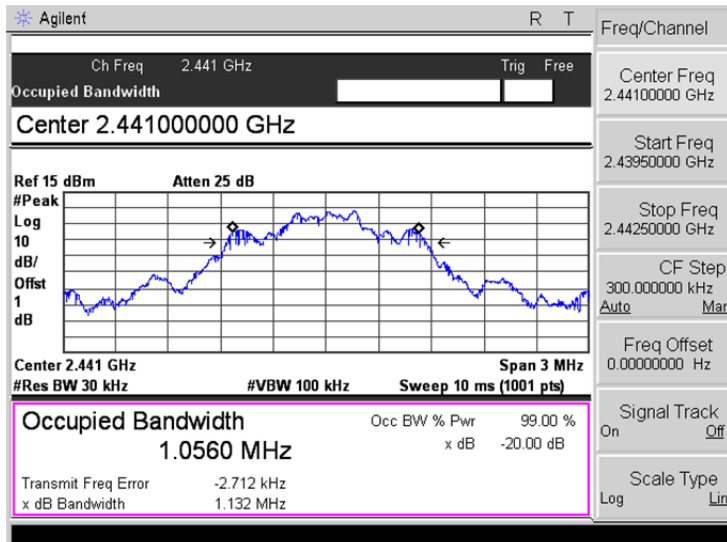 Agilent R T
Ch Freq 2.441 GHz Trig Free
Occupied Bandwidth
Center 2.441000000 GHz
Ref 15 dBm Atten 25 dB
#Peak
Log
10
dB/
Offst
1
dB
Center 2.441 GHz Span 3 MHz
#Res BW 30 kHz #VBW 100 kHz Sweep 10 ms (1001 pts)
Occupied Bandwidth Occ BW % Pwr 99.00 %
1.0560 MHz x dB -20.00 dB
Transmit Freq Error -2.712 kHz
x dB Bandwidth 1.132 MHz
Freq/Channel
Center Freq
2.44100000 GHz
Start Freq
2.43950000 GHz
Stop Freq
2.44250000 GHz
CF Step
300.000000 kHz
Auto Man
Freq Offset
0.00000000 Hz
Signal Track
On Off
Scale Type
Log Lin